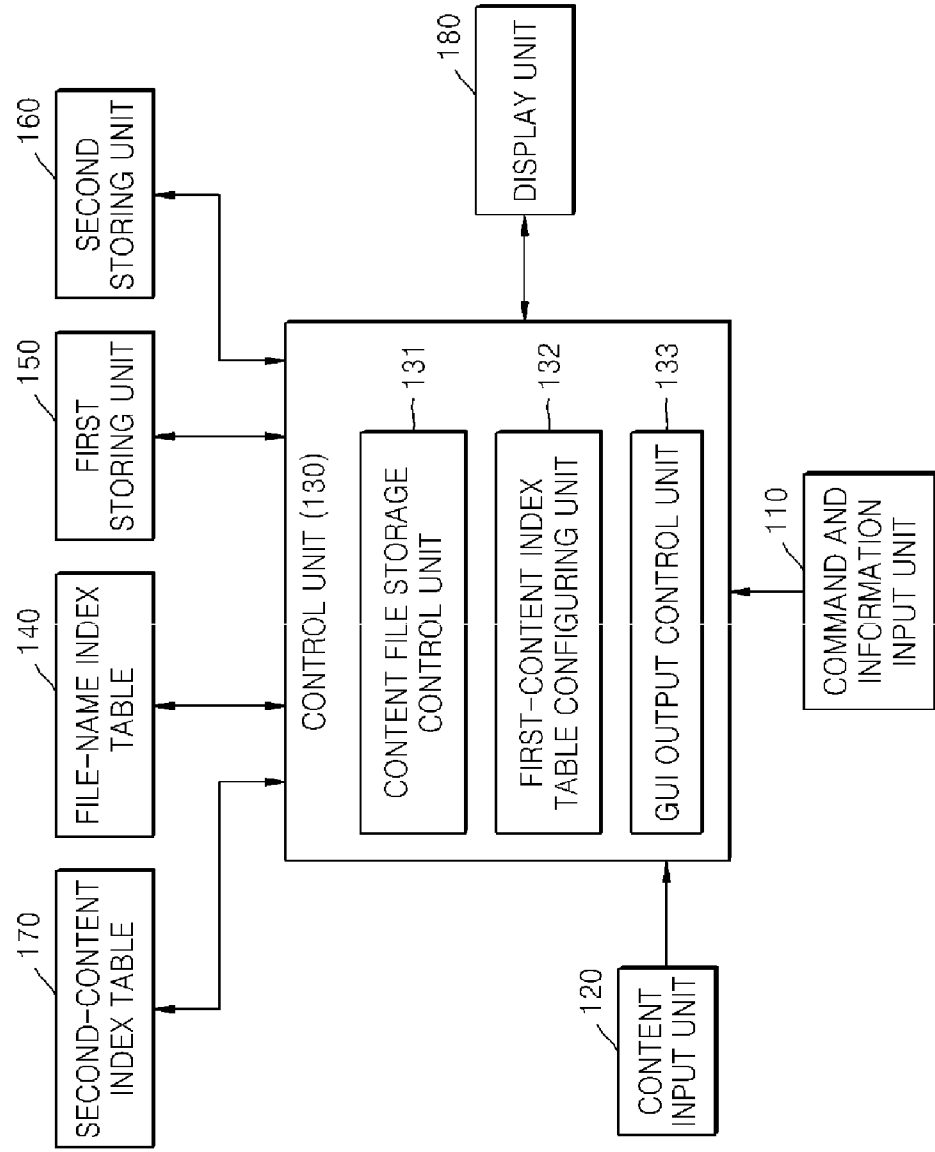 170
SECOND-CONTENT
INDEX TABLE
140
FILE-NAME INDEX
TABLE
150
FIRST
STORING UNIT
160
SECOND
STORING UNIT
120
CONTENT
INPUT UNIT
CONTROL UNIT (130)
131
CONTENT FILE STORAGE
CONTROL UNIT
132
FIRST-CONTENT INDEX
TABLE CONFIGURING UNIT
133
GUI OUTPUT CONTROL UNIT
180
DISPLAY UNIT
110
COMMAND AND
INFORMATION
INPUT UNIT